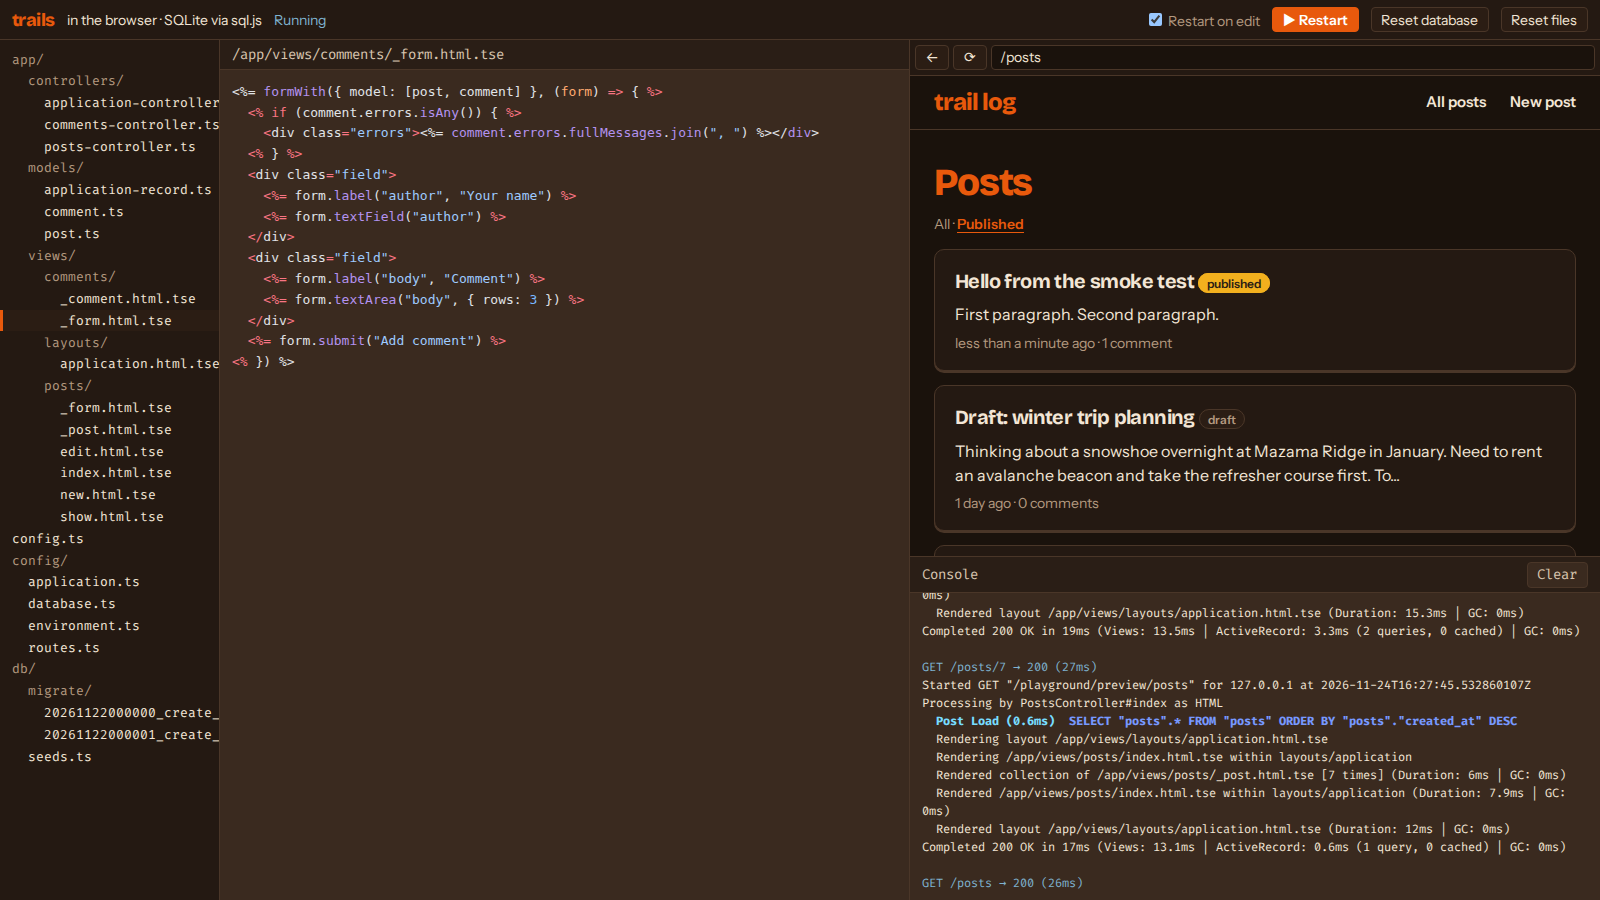 trails in the browser · SQLite via sql.js Running Restart on edit ▶ Restart Reset database Reset files
app/
controllers/
application-controller
comments-controller.ts
posts-controller.ts
models/
application-record.ts
comment.ts
post.ts
views/
comments/
_comment.html.tse
_form.html.tse
layouts/
application.html.tse
posts/
_form.html.tse
_post.html.tse
edit.html.tse
index.html.tse
new.html.tse
show.html.tse
config.ts
config/
application.ts
database.ts
environment.ts
routes.ts
db/
migrate/
20261122000000_create_
20261122000001_create_
seeds.ts
/app/views/comments/_form.html.tse
<%= formWith({ model: [post, comment] }, (form) => { %>
<% if (comment.errors.isAny()) { %>
<div class="errors"><%= comment.errors.fullMessages.join(", ") %></div>
<% } %>
<div class="field">
<%= form.label("author", "Your name") %>
<%= form.textField("author") %>
</div>
<div class="field">
<%= form.label("body", "Comment") %>
<%= form.textArea("body", { rows: 3 }) %>
</div>
<%= form.submit("Add comment") %>
<% }) %>
← ⟳ /posts
trail log All posts New post
Posts
All · Published
Hello from the smoke test published
First paragraph. Second paragraph.
less than a minute ago · 1 comment
Draft: winter trip planning draft
Thinking about a snowshoe overnight at Mazama Ridge in January. Need to rent
an avalanche beacon and take the refresher course first. To...
1 day ago · 0 comments
Console Clear
0ms)
Rendered layout /app/views/layouts/application.html.tse (Duration: 15.3ms | GC: 0ms)
Completed 200 OK in 19ms (Views: 13.5ms | ActiveRecord: 3.3ms (2 queries, 0 cached) | GC: 0ms)
GET /posts/7 → 200 (27ms)
Started GET "/playground/preview/posts" for 127.0.0.1 at 2026-11-24T16:27:45.532860107Z
Processing by PostsController#index as HTML
Post Load (0.6ms) SELECT "posts".* FROM "posts" ORDER BY "posts"."created_at" DESC
Rendering layout /app/views/layouts/application.html.tse
Rendering /app/views/posts/index.html.tse within layouts/application
Rendered collection of /app/views/posts/_post.html.tse [7 times] (Duration: 6ms | GC: 0ms)
Rendered /app/views/posts/index.html.tse within layouts/application (Duration: 7.9ms | GC:
0ms)
Rendered layout /app/views/layouts/application.html.tse (Duration: 12ms | GC: 0ms)
Completed 200 OK in 17ms (Views: 13.1ms | ActiveRecord: 0.6ms (1 query, 0 cached) | GC: 0ms)
GET /posts → 200 (26ms)